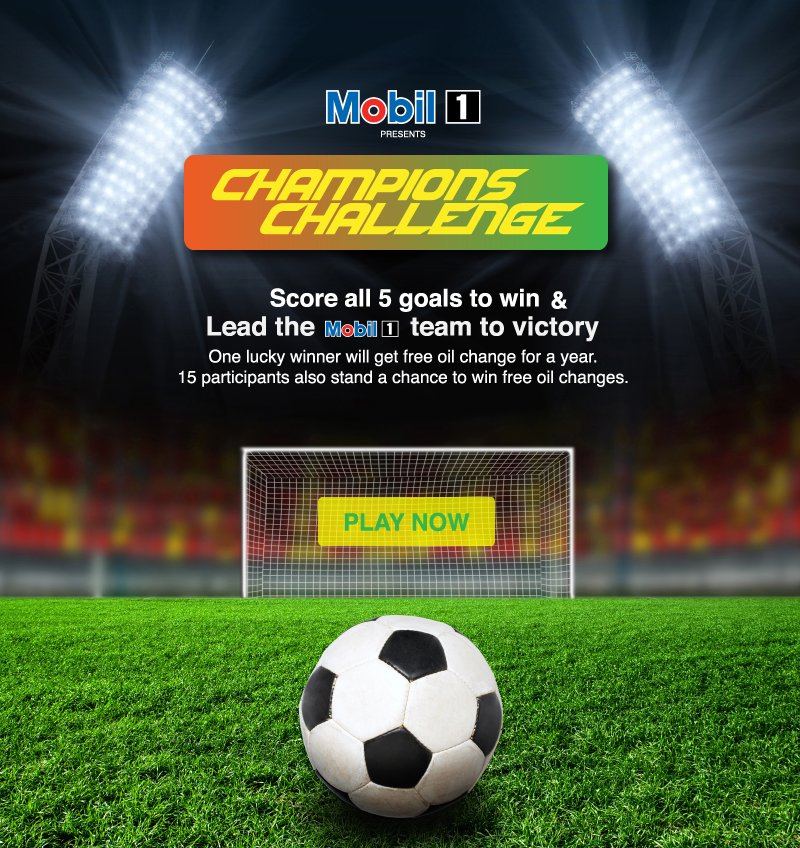 Mobil 1
PRESENTS
CHAMPIONS
CHALLENGE
Score all 5 goals to win &
Lead the Mobil 1 team to victory
One lucky winner will get free oil change for a year.
15 participants also stand a chance to win free oil changes.
PLAY NOW